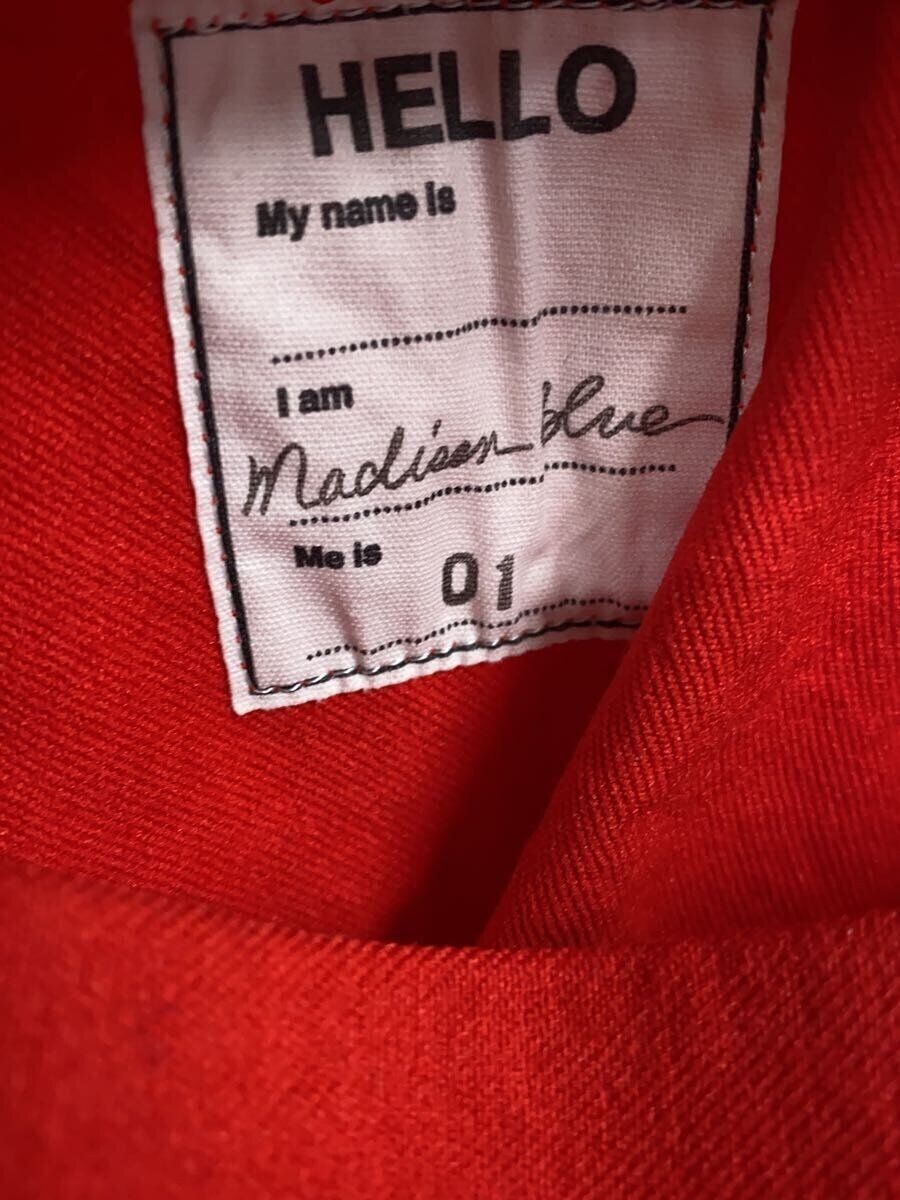 HELLO
My name is
I am
Madison blue
Me is 01